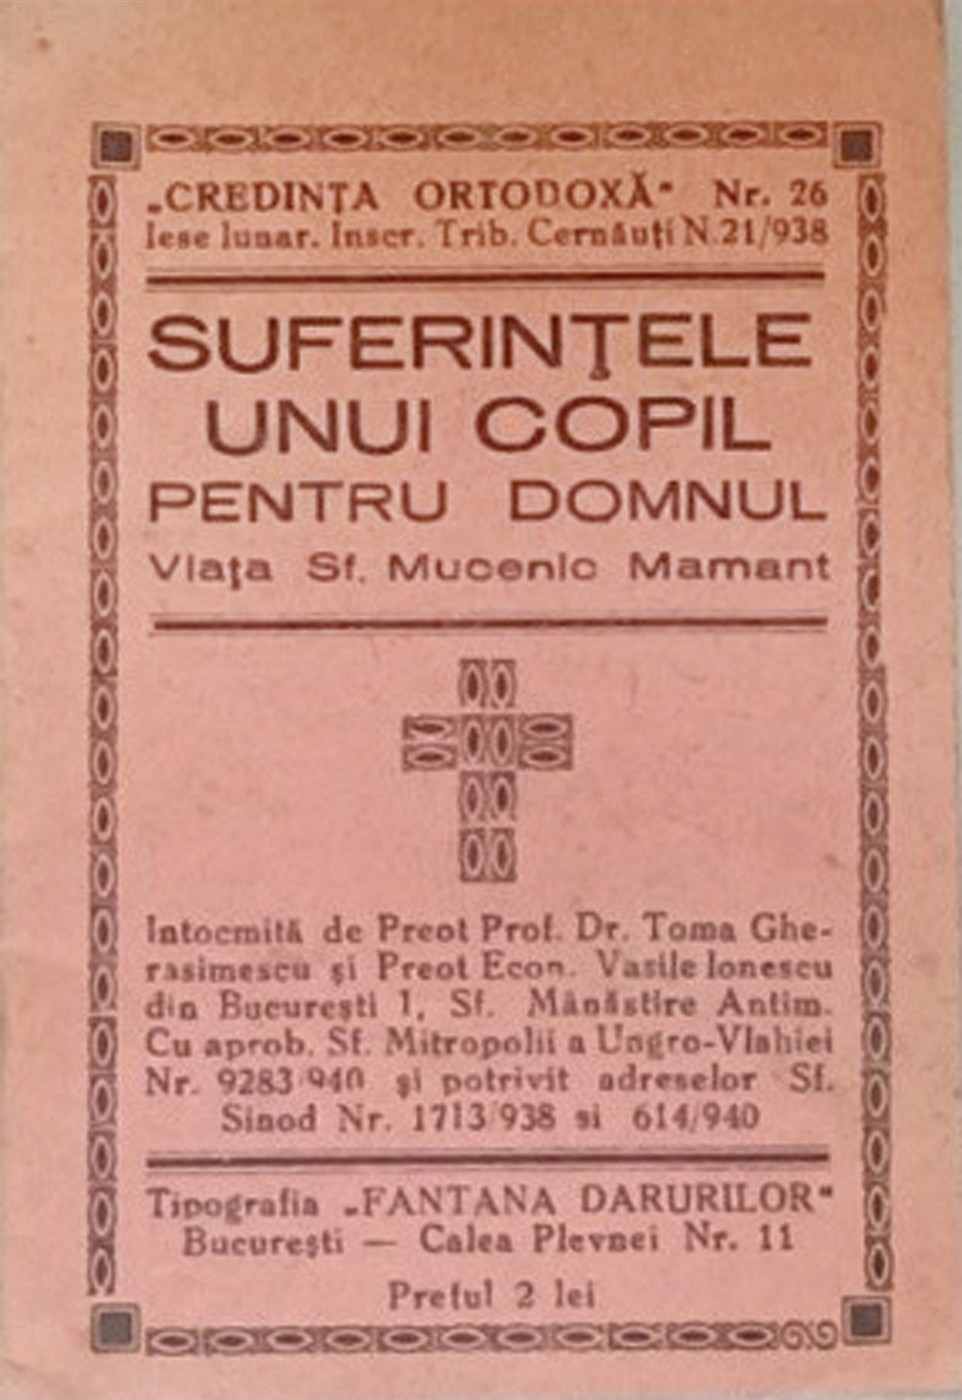 „CREDINȚA ORTODOXĂ“ Nr. 26
Iese lunar. Inscr. Trib. Cernăuți N.21/938
SUFERINȚELE
UNUI COPIL
PENTRU DOMNUL
Viața Sf. Mucenic Mamant
Intocmită de Preot Prof. Dr. Toma Ghe-
rasimescu și Preot Econ. Vasile Ionescu
din București 1, Sf. Mânăstire Antim.
Cu aprob. Sf. Mitropolii a Ungro-Vlahiei
Nr. 9283/940 și potrivit adreselor Sf.
Sinod Nr. 1713/938 si 614/940
Tipografia „FANTANA DARURILOR“
București — Calea Plevnei Nr. 11
Prețul 2 lei